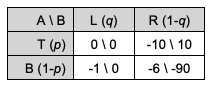 A \ B L (q) R (1-q)
T (p) 0 \ 0 -10 \ 10
B (1-p) -1 \ 0 -6 \ -90